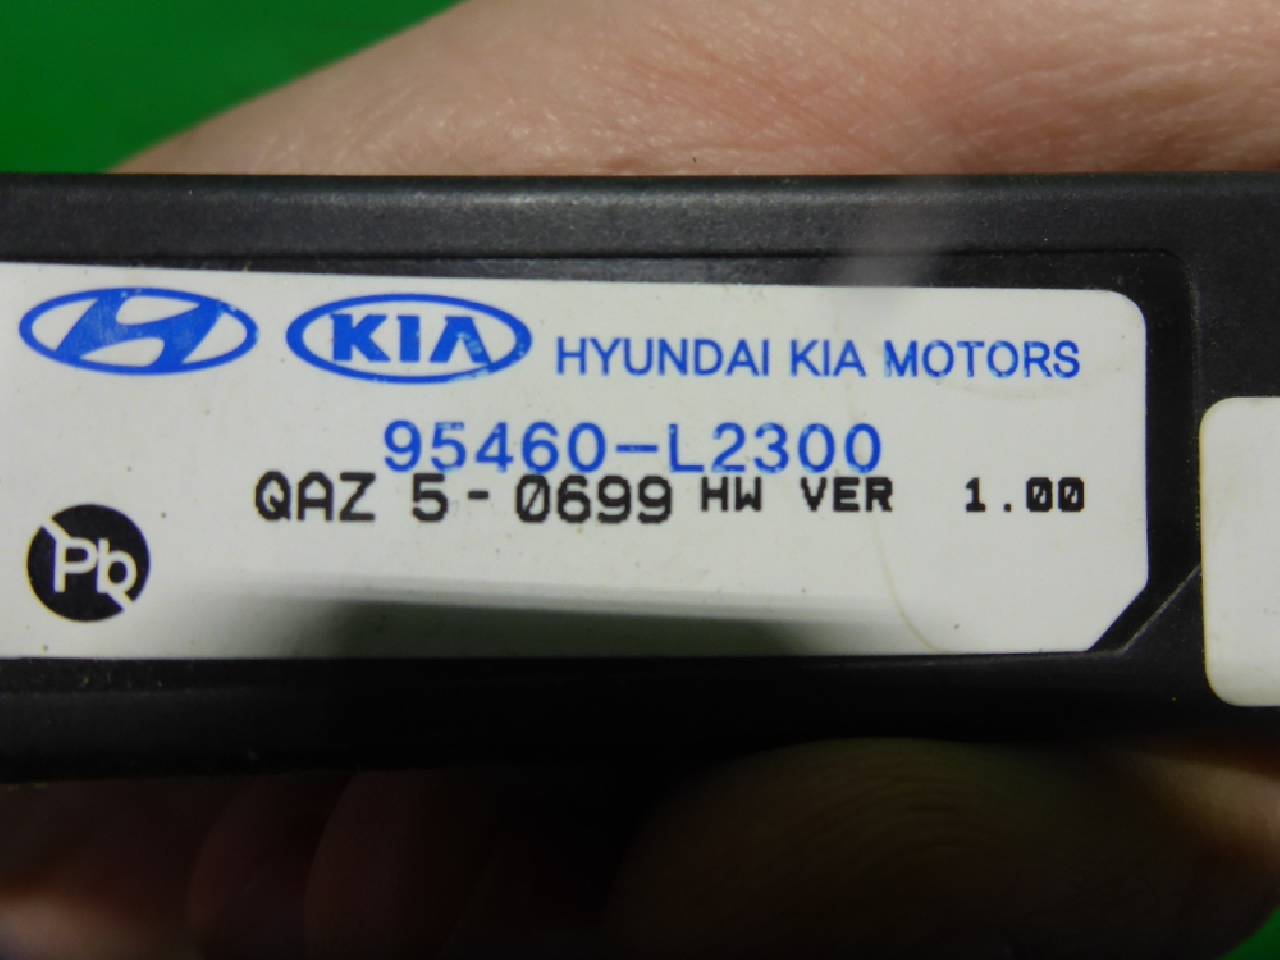 KIA HYUNDAI KIA MOTORS
95460-L2300
QAZ 5-0699 HW VER 1.00
Pb